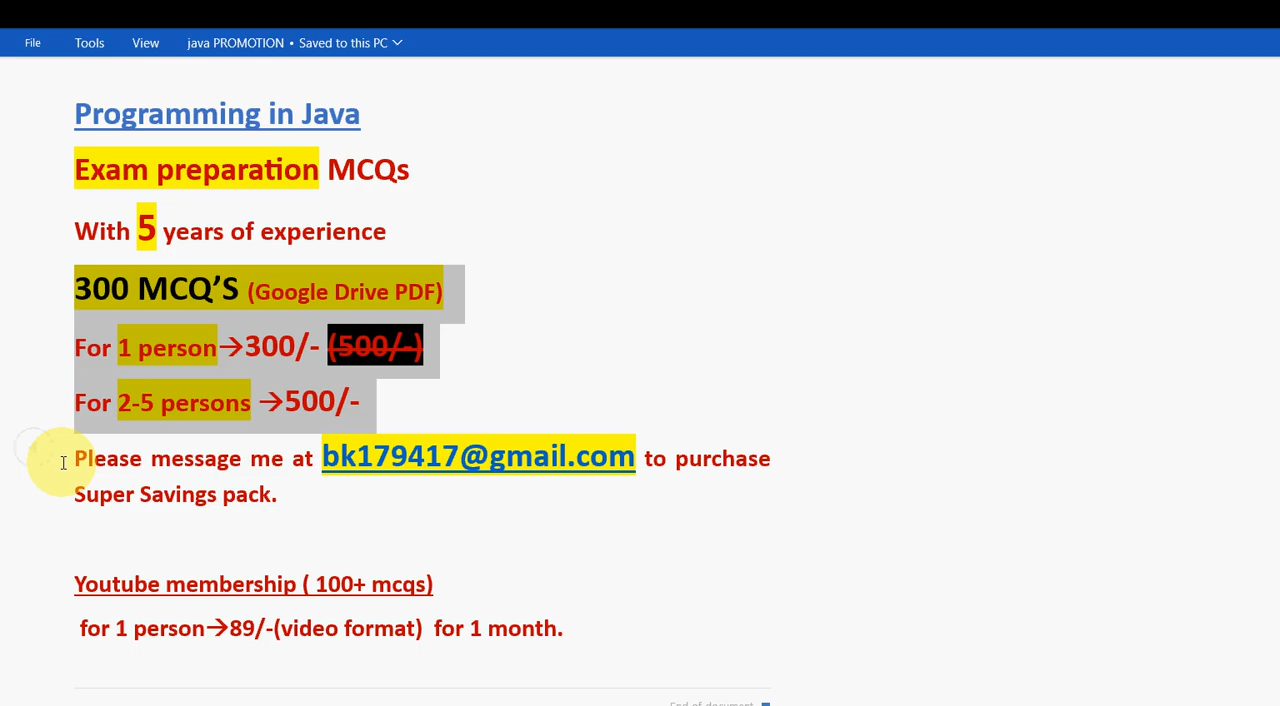 File Tools View java PROMOTION • Saved to this PC
Programming in Java
Exam preparation MCQs
With 5 years of experience
300 MCQ’S (Google Drive PDF)
For 1 person→300/- (500/-)
For 2-5 persons →500/-
Please message me at bk179417@gmail.com to purchase
Super Savings pack.
Youtube membership ( 100+ mcqs)
for 1 person→89/-(video format) for 1 month.
End of document